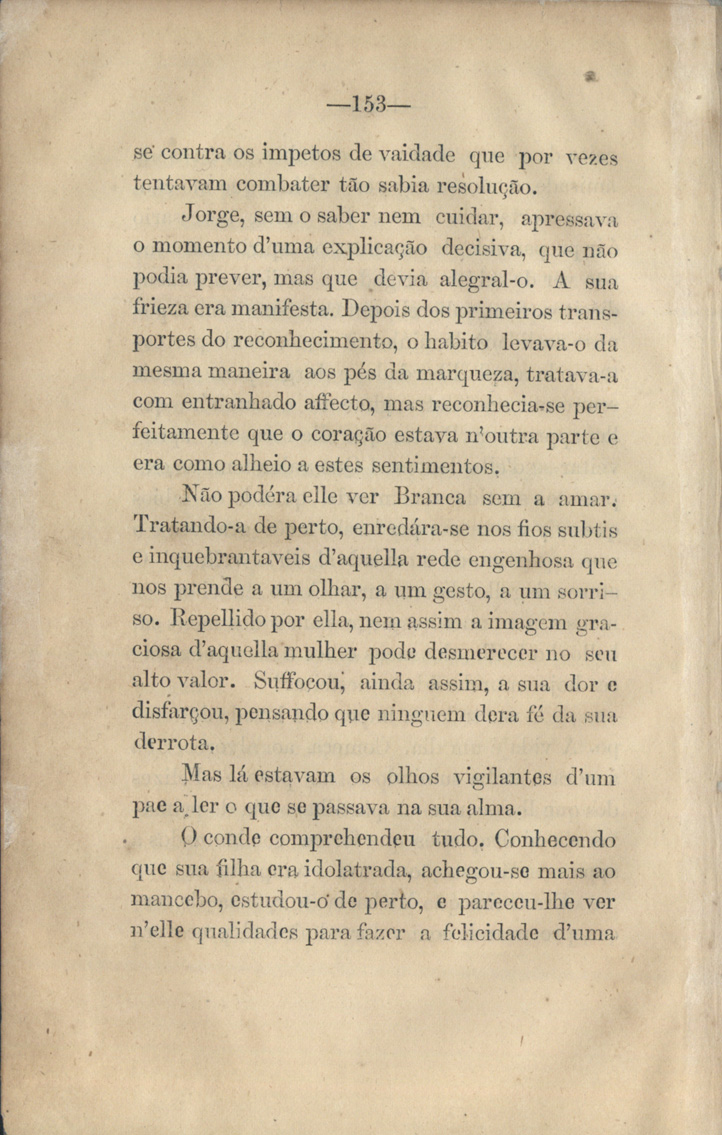 —153—
se contra os impetos de vaidade que por vezes
tentavam combater tão sabia resolução.
Jorge, sem o saber nem cuidar, apressava
o momento d'uma explicação decisiva, que não
podia prever, mas que devia alegral-o. A sua
frieza era manifesta. Depois dos primeiros trans-
portes do reconhecimento, o habito levava-o da
mesma maneira aos pés da marqueza, tratava-a
com entranhado affecto, mas reconhecia-se per-
feitamente que o coração estava n'outra parte e
era como alheio a estes sentimentos.
Não podéra elle ver Branca sem a amar.
Tratando-a de perto, enredára-se nos fios subtis
e inquebrantaveis d'aquella rede engenhosa que
nos prende a um olhar, a um gesto, a um sorri-
so. Repellido por ella, nem assim a imagem gra-
ciosa d'aquella mulher pode desmerecer no seu
alto valor. Suffocou, ainda assim, a sua dor e
disfarçou, pensando que ninguem dera fé da sua
derrota.
Mas lá estavam os olhos vigilantes d'um
pae a ler o que se passava na sua alma.
O conde comprehendeu tudo. Conhecendo
que sua filha era idolatrada, achegou-se mais ao
mancebo, estudou-o de perto, e pareceu-lhe ver
n'elle qualidades para fazer a felicidade d'uma